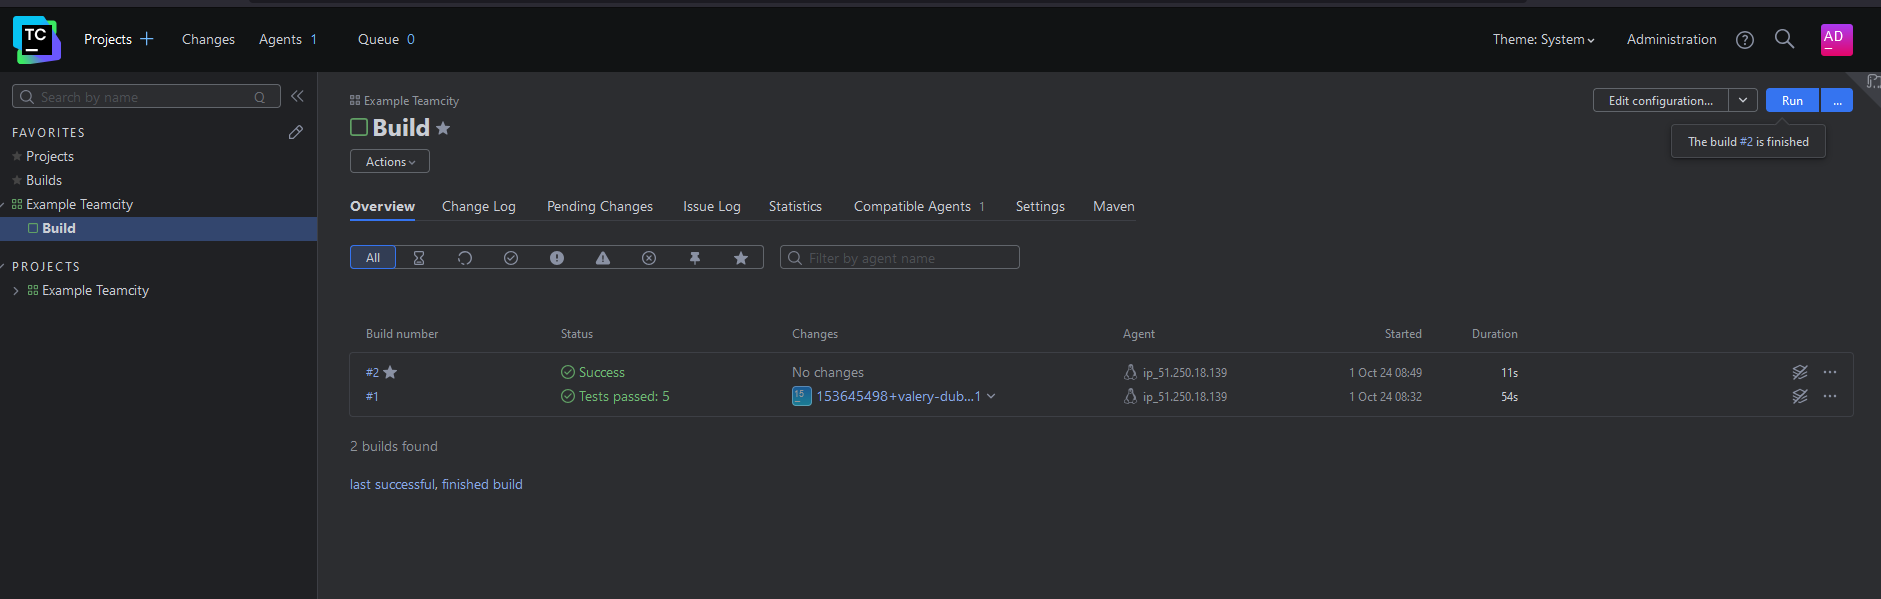 TC
Projects
Changes
Agents 1
Queue 0
Theme: System
Administration
?
AD
Search by name Q
FAVORITES
Projects
Builds
Example Teamcity
Build
PROJECTS
Example Teamcity
Example Teamcity
Build
Actions
Edit configuration...
Run
...
The build #2 is finished
Overview
Change Log
Pending Changes
Issue Log
Statistics
Compatible Agents 1
Settings
Maven
All
Filter by agent name
Build number Status Changes Agent Started Duration
#2 Success No changes ip_51.250.18.139 1 Oct 24 08:49 11s
#1 Tests passed: 5 15 153645498+valery-dub...1 ip_51.250.18.139 1 Oct 24 08:32 54s
2 builds found
last successful, finished build